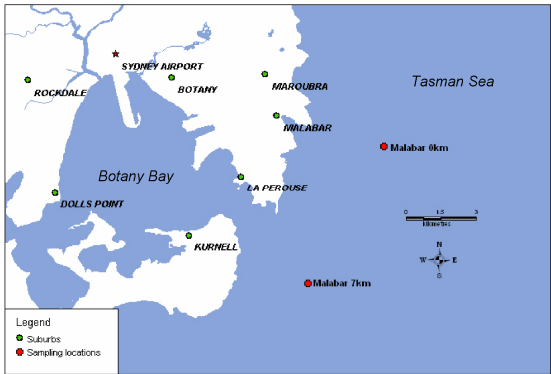 SYDNEY AIRPORT
ROCKDALE
BOTANY
MAROUBRA
Tasman Sea
MALABAR
Malabar 0km
Botany Bay
LA PEROUSE
DOLLS POINT
0 1.5 3
kilometres
KURNELL
N
W E
S
Malabar 7km
Legend
Suburbs
Sampling locations